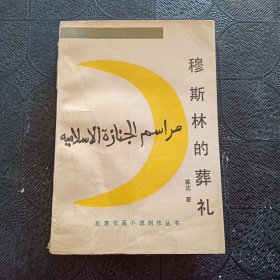 穆斯林的葬礼
مراسم الجنازة الاسلامية
霍达 著
北京长篇小说创作丛书